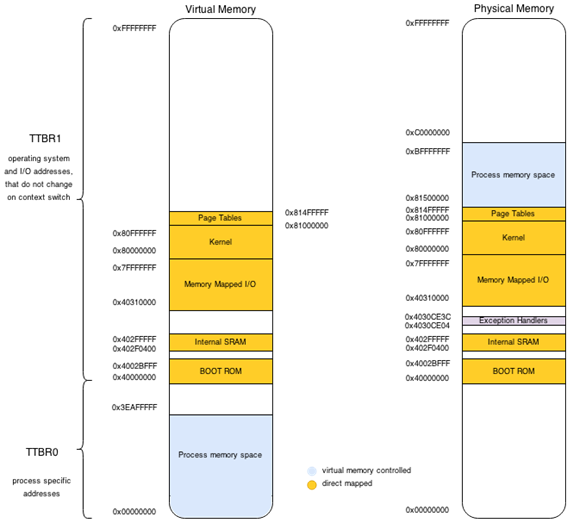 Virtual Memory
0xFFFFFFFF
TTBR1
operating system
and I/O addresses,
that do not change
on context switch
Page Tables
0x814FFFFF
0x81000000
0x80FFFFFF
Kernel
0x80000000
0x7FFFFFFF
Memory Mapped I/O
0x40310000
0x402FFFFF
Internal SRAM
0x402F0400
0x4002BFFF
BOOT ROM
0x40000000
0x3EAFFFFF
TTBR0
process specific
addresses
Process memory space
0x00000000
Physical Memory
0xFFFFFFFF
0xC0000000
0xBFFFFFFF
Process memory space
0x81500000
0x814FFFFF
Page Tables
0x81000000
0x80FFFFFF
Kernel
0x80000000
0x7FFFFFFF
Memory Mapped I/O
0x40310000
0x4030CE3C
Exception Handlers
0x4030CE04
0x402FFFFF
Internal SRAM
0x402F0400
0x4002BFFF
BOOT ROM
0x40000000
0x00000000
virtual memory controlled
direct mapped